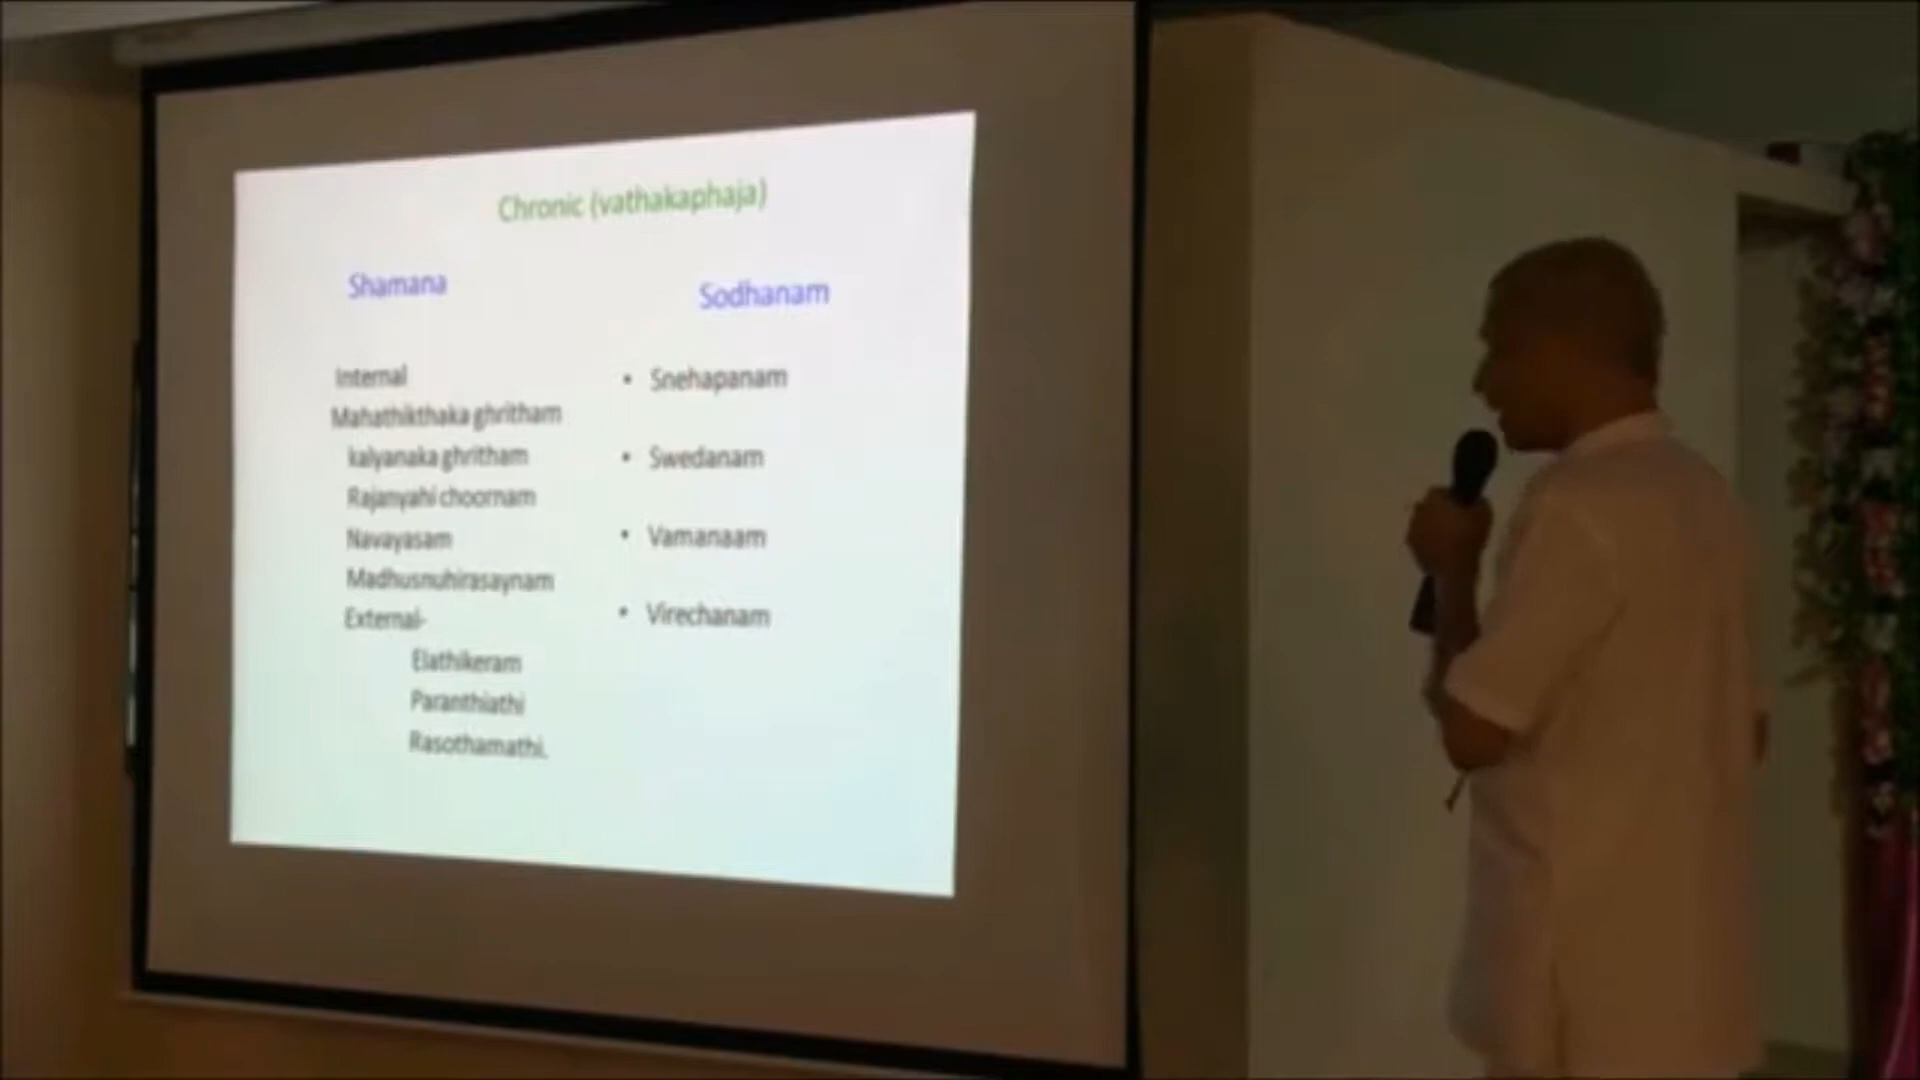 Chronic (vathakaphaja)
Shamana
Internal
Mahathikthaka ghritham
kalyanaka ghritham
Rajanyahi choornam
Navayasam
Madhusnuhirasaynam
External-
Elathikeram
Paranthiathi
Rasothamathi.
Sodhanam
• Snehapanam
• Swedanam
• Vamanaam
• Virechanam